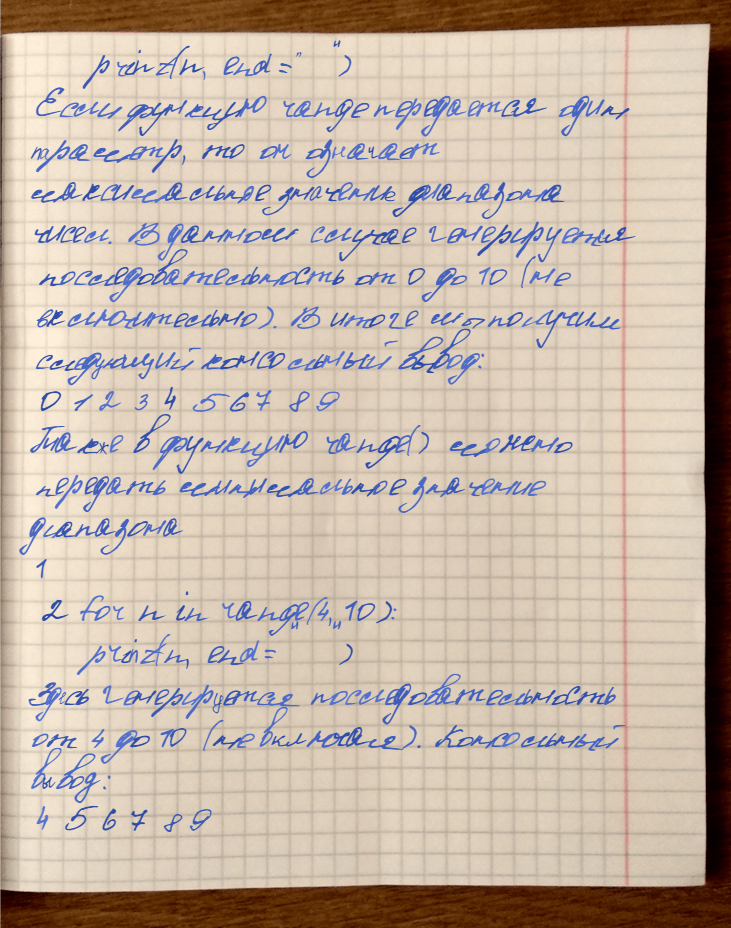 print(n, end=" ")
Если функцию range передается один
параметр, то он означает
максимальное значение диапазона
чисел. В данном случае генерируется
последовательность от 0 до 10 (не
включительно). В итоге мы получим
следующий консольный вывод:
0 1 2 3 4 5 6 7 8 9
Также в функцию range() можно
передать минимальное значение
диапазона
1
2 for n in range(4, 10):
print(n, end=" ")
Здесь генерируется последовательность
от 4 до 10 (не включая). Консольный
вывод:
4 5 6 7 8 9